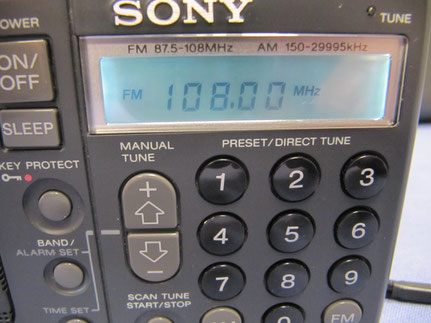 SONY
POWER
TUNE
FM 87.5-108MHz AM 150-29995kHz
ON/
OFF
FM 108.00 MHz
SLEEP
MANUAL
TUNE
PRESET/DIRECT TUNE
KEY PROTECT
+
1 2 3
BAND/
ALARM SET
4 5 6
−
TIME SET
7 8 9
SCAN TUNE
START/STOP
0
FM